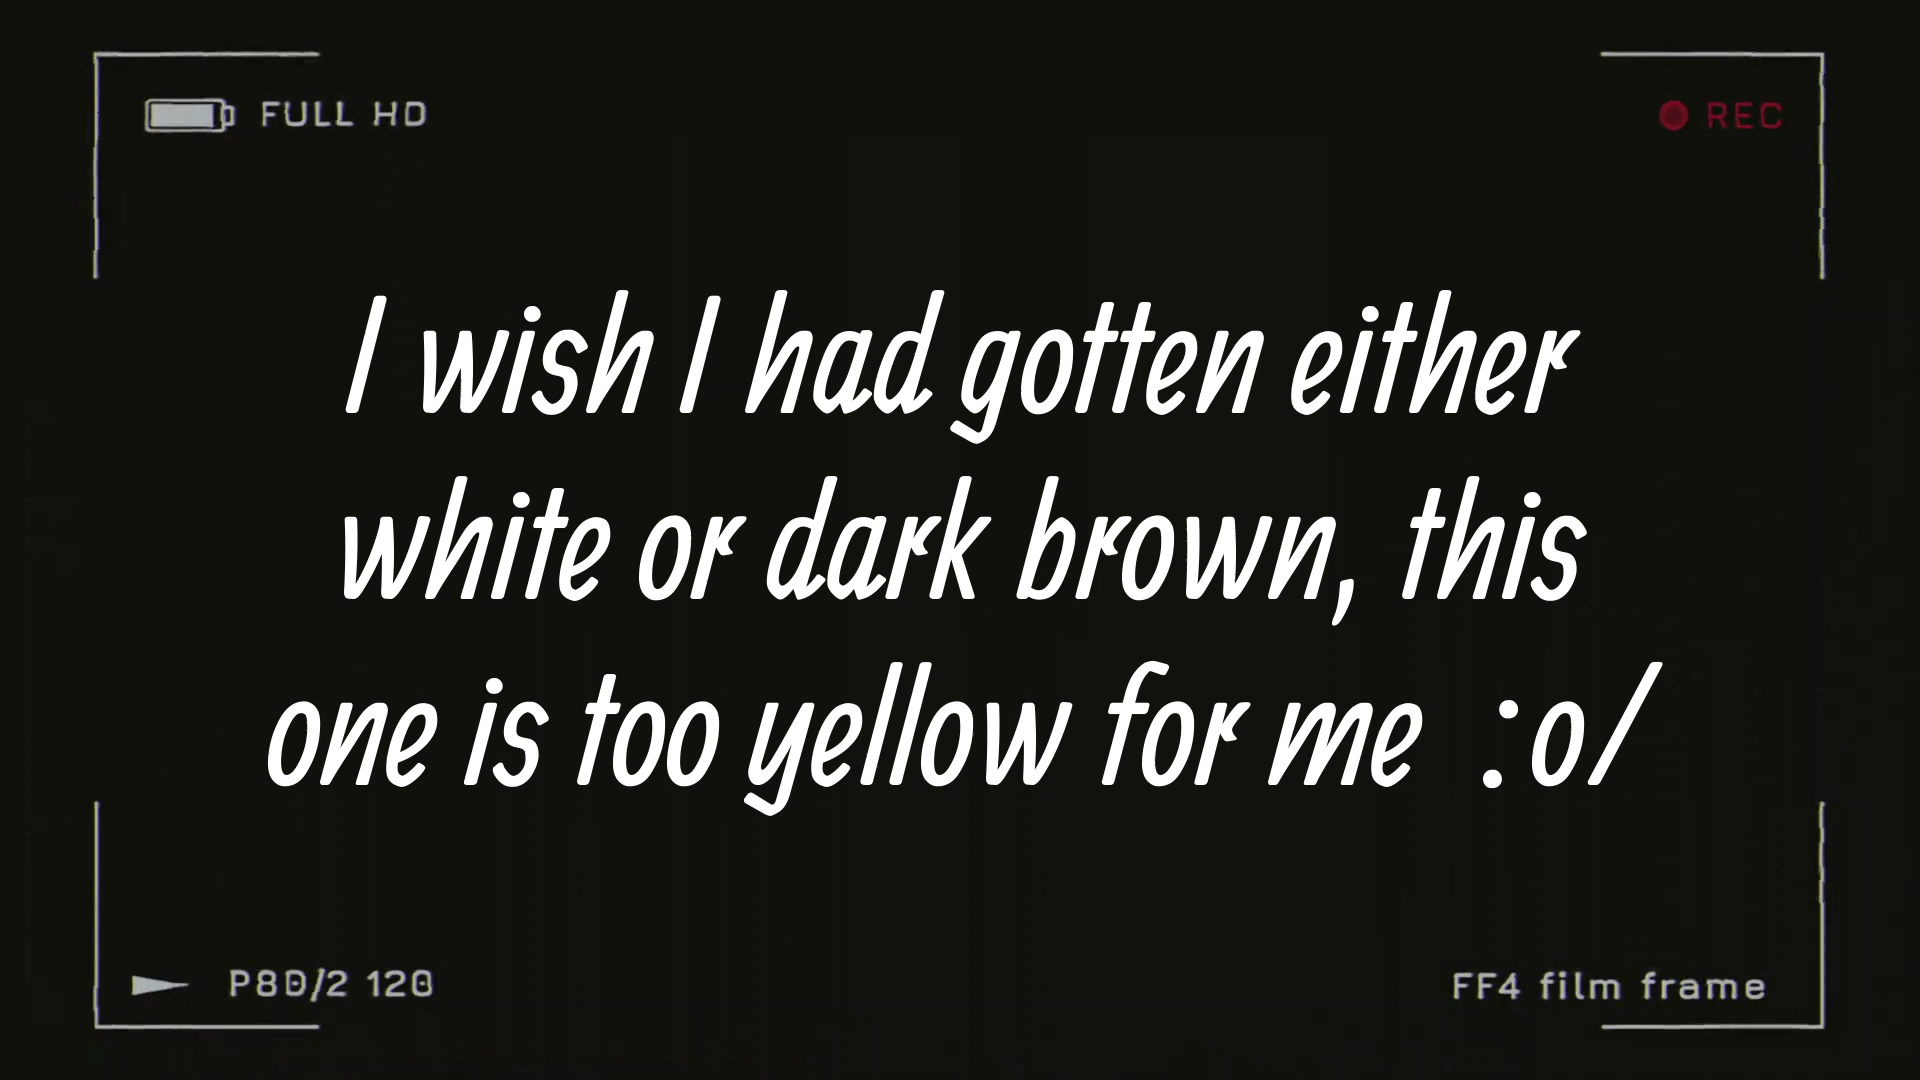 FULL HD
REC
I wish I had gotten either
white or dark brown, this
one is too yellow for me :o/
P80/2 120
FF4 film frame